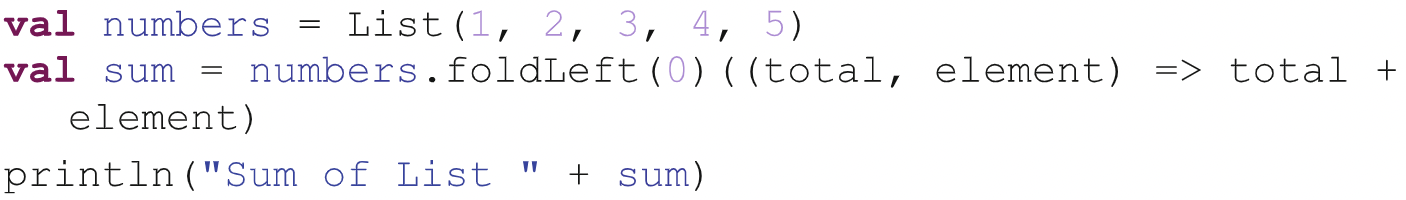 val numbers = List(1, 2, 3, 4, 5)
val sum = numbers.foldLeft(0)((total, element) => total +
element)
println("Sum of List " + sum)